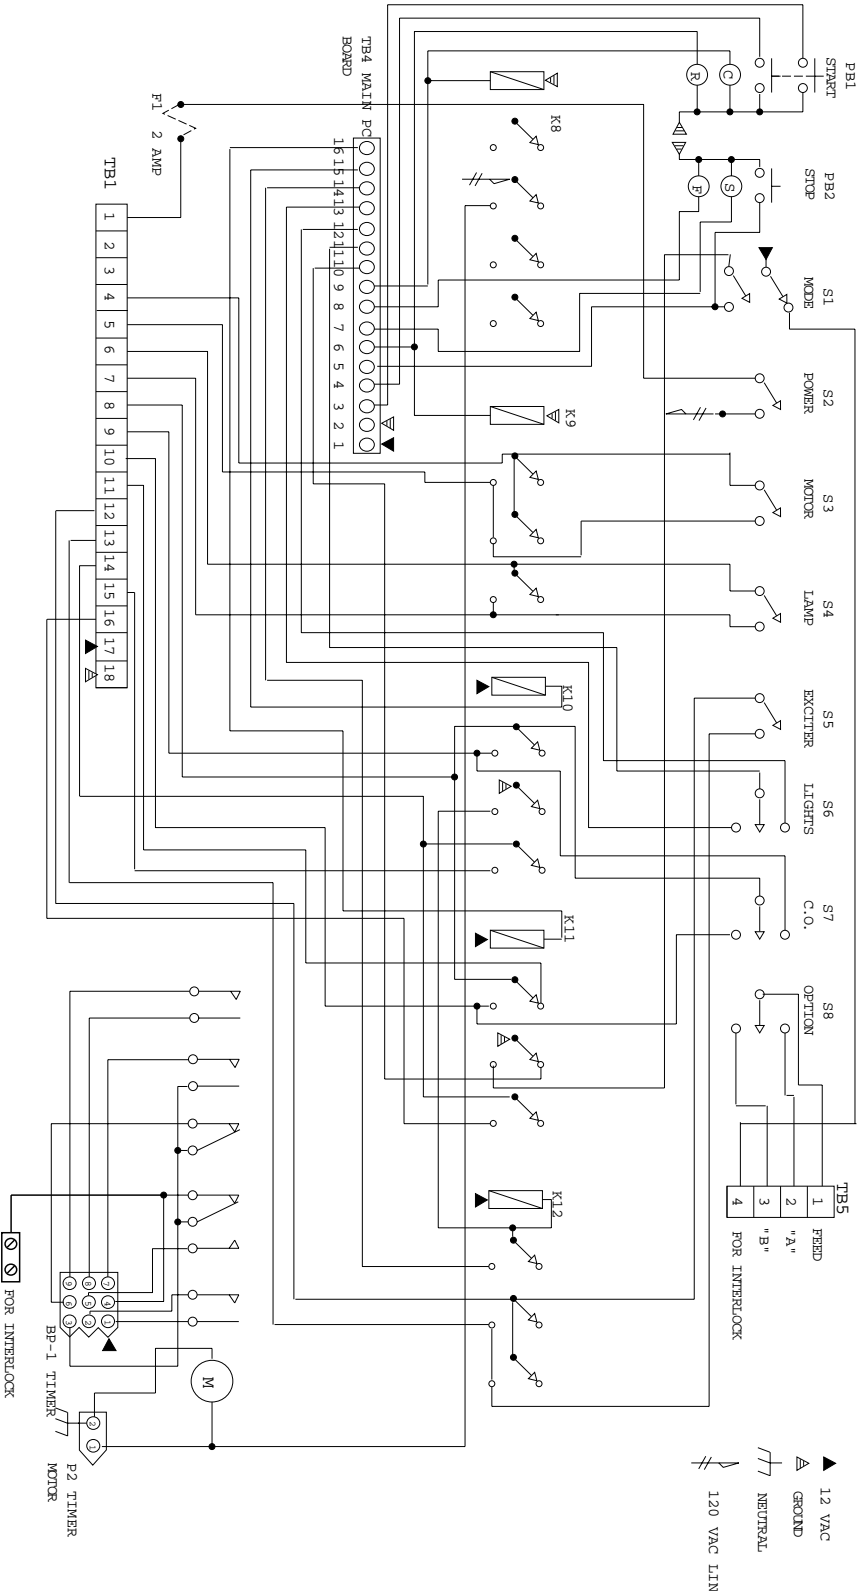 PB1
START
C
R
PB2
STOP
S
F
S1
MODE
S2
POWER
S3
MOTOR
S4
LAMP
S5
EXCITER
S6
LIGHTS
S7
C.O.
S8
OPTION
TB5
1
2
3
4
FEED
"A"
"B"
FOR INTERLOCK
K8
K9
K10
K11
K12
TB4 MAIN PC
BOARD
16
15
14
13
12
11
10
9
8
7
6
5
4
3
2
1
F1 2 AMP
TB1
1
2
3
4
5
6
7
8
9
10
11
12
13
14
15
16
17
18
9
8
7
6
5
4
3
2
1
BP-1 TIMER
M
2
1
P2 TIMER
MOTOR
FOR INTERLOCK
12 VAC
GROUND
NEUTRAL
120 VAC LIN